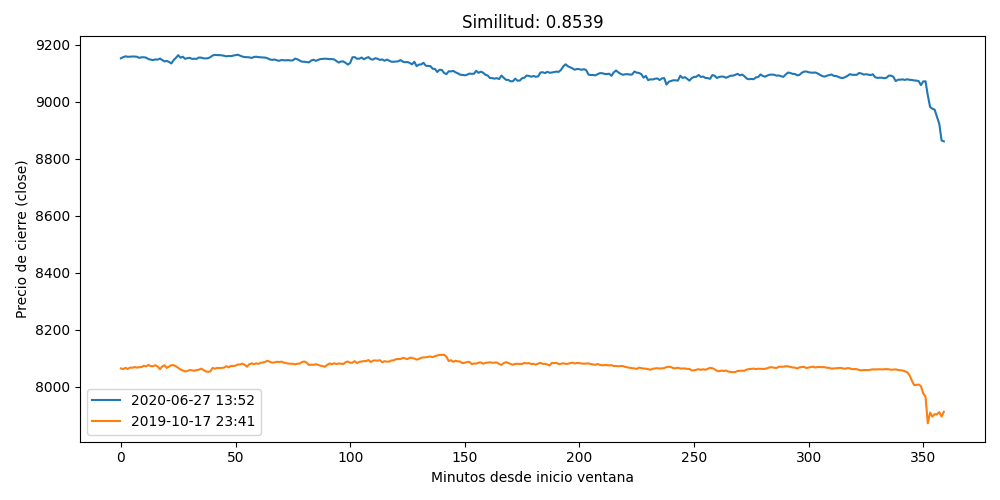 Similitud: 0.8539
Precio de cierre (close)
9200
9000
8800
8600
8400
8200
8000
2020-06-27 13:52
2019-10-17 23:41
0 50 100 150 200 250 300 350
Minutos desde inicio ventana